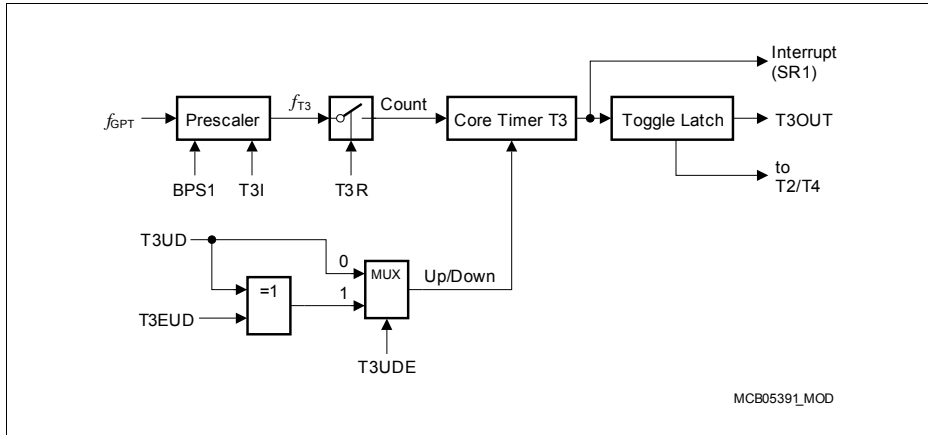 Interrupt
(SR1)
fGPT
Prescaler
fT3
Count
Core Timer T3
Toggle Latch
T3OUT
BPS1
T3I
T3R
to
T2/T4
T3UD
0
MUX
Up/Down
=1
1
T3EUD
T3UDE
MCB05391_MOD